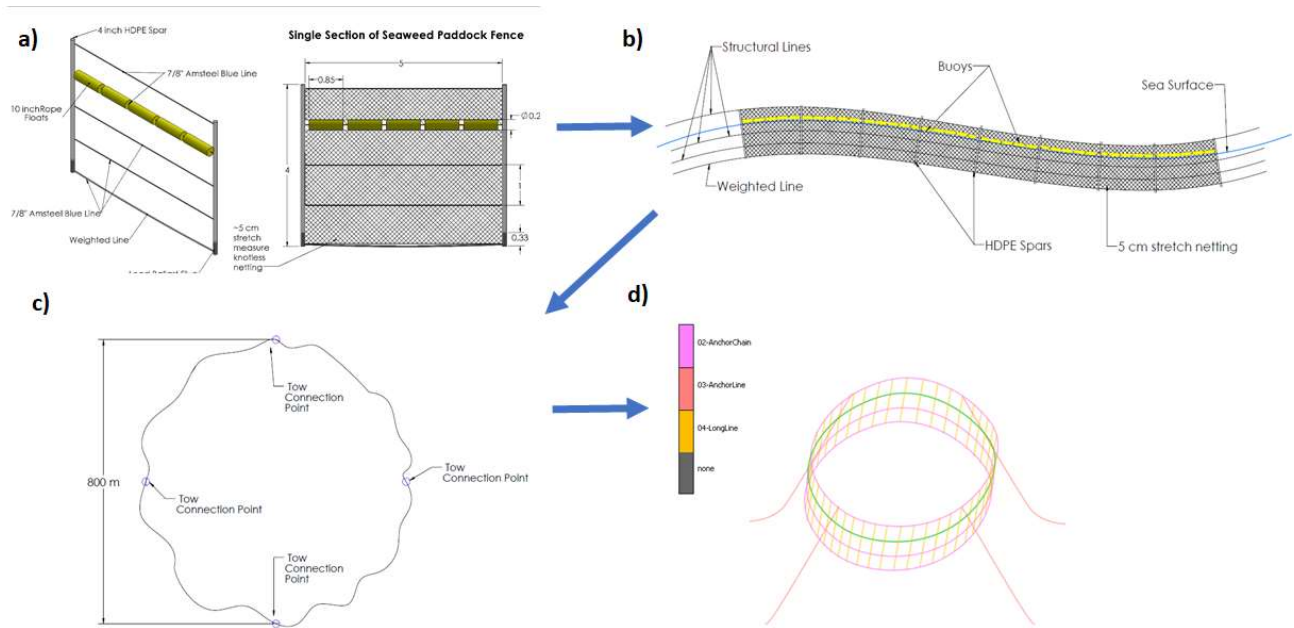 a)
4 inch HDPE Spar
7/8" Amsteel Blue Line
10 inch Rope
Floats
7/8" Amsteel Blue Line
Weighted Line
Single Section of Seaweed Paddock Fence
5
0.85
Ø0.2
4
1
0.33
~5 cm
stretch
measure
knotless
netting
b)
Structural Lines
Buoys
Sea Surface
Weighted Line
HDPE Spars
5 cm stretch netting
c)
800 m
Tow
Connection
Point
Tow
Connection Point
Tow
Connection Point
Tow
Connection
Point
d)
02-AnchorChain
03-AnchorLine
04-LongLine
none